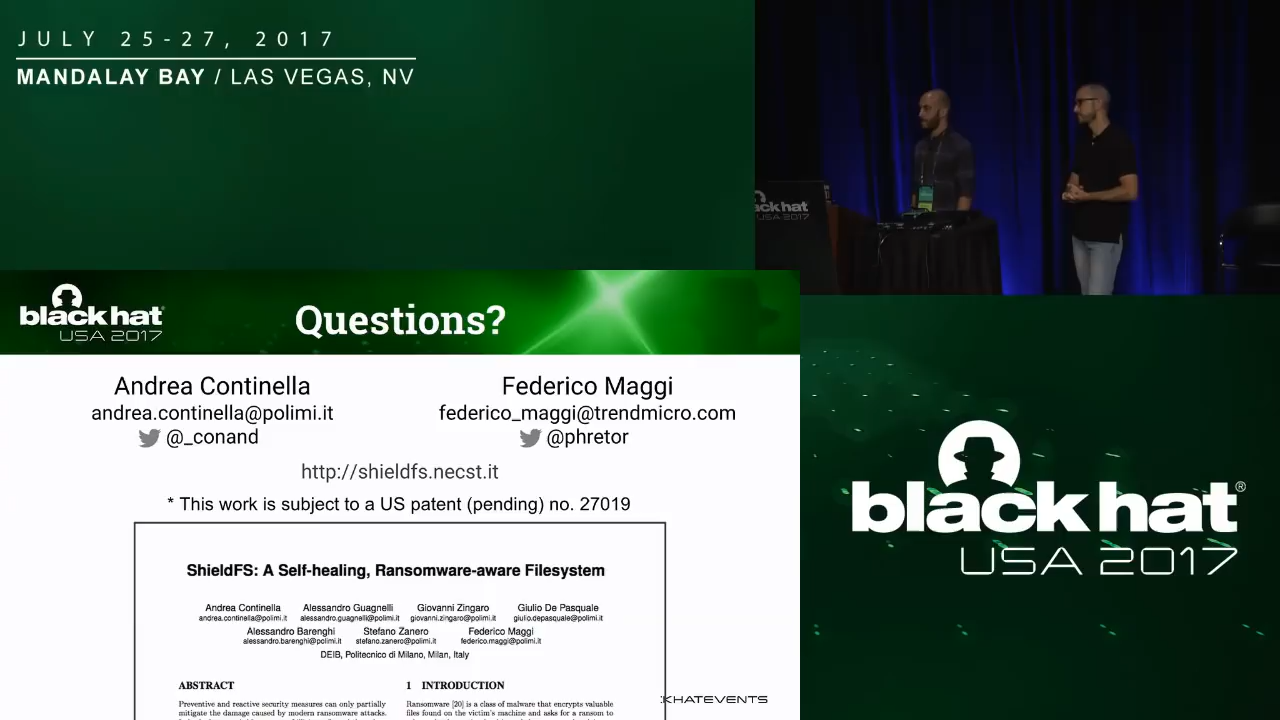 JULY 25-27, 2017
MANDALAY BAY / LAS VEGAS, NV
black hat
USA 2017
black hat
USA 2017
Questions?
Andrea Continella
andrea.continella@polimi.it
@_conand
Federico Maggi
federico_maggi@trendmicro.com
@phretor
http://shieldfs.necst.it
* This work is subject to a US patent (pending) no. 27019
ShieldFS: A Self-healing, Ransomware-aware Filesystem
Andrea Continella Alessandro Guagnelli Giovanni Zingaro Giulio De Pasquale
andrea.continella@polimi.it alessandro.guagnelli@polimi.it giovanni.zingaro@polimi.it giulio.depasquale@polimi.it
Alessandro Barenghi Stefano Zanero Federico Maggi
alessandro.barenghi@polimi.it stefano.zanero@polimi.it federico.maggi@polimi.it
DEIB, Politecnico di Milano, Milan, Italy
ABSTRACT
Preventive and reactive security measures can only partially
mitigate the damage caused by modern ransomware attacks.
1 INTRODUCTION
Ransomware [20] is a class of malware that encrypts valuable
files found on the victim's machine and asks for a ransom to
KHATEVENTS
black hat®
USA 2017